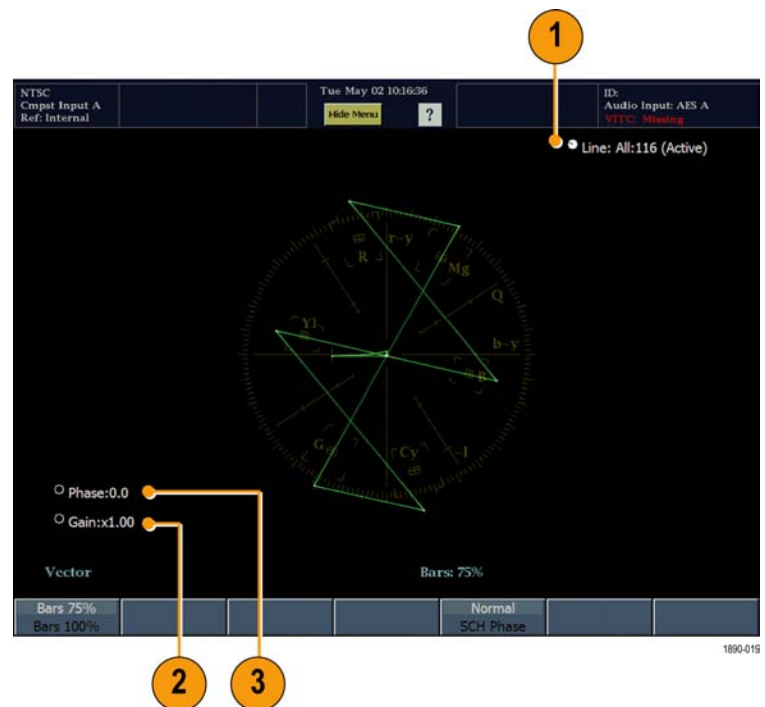 1
NTSC
Cmpst Input A
Ref: Internal
Tue May 02 10:16:36
Hide Menu
?
ID:
Audio Input: AES A
VITC: Missing
Line: All:116 (Active)
r-y
R
Mg
Q
Yl
b-y
B
G
Cy
-I
Phase:0.0
Gain:x1.00
Vector
Bars: 75%
Bars 75%
Bars 100%
Normal
SCH Phase
1890-019
2
3